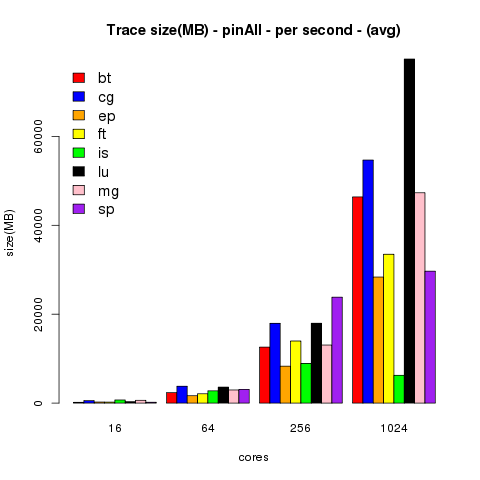 Trace size(MB) - pinAll - per second - (avg)
bt
cg
ep
ft
is
lu
mg
sp
size(MB)
60000
40000
20000
0
16 64 256 1024
cores